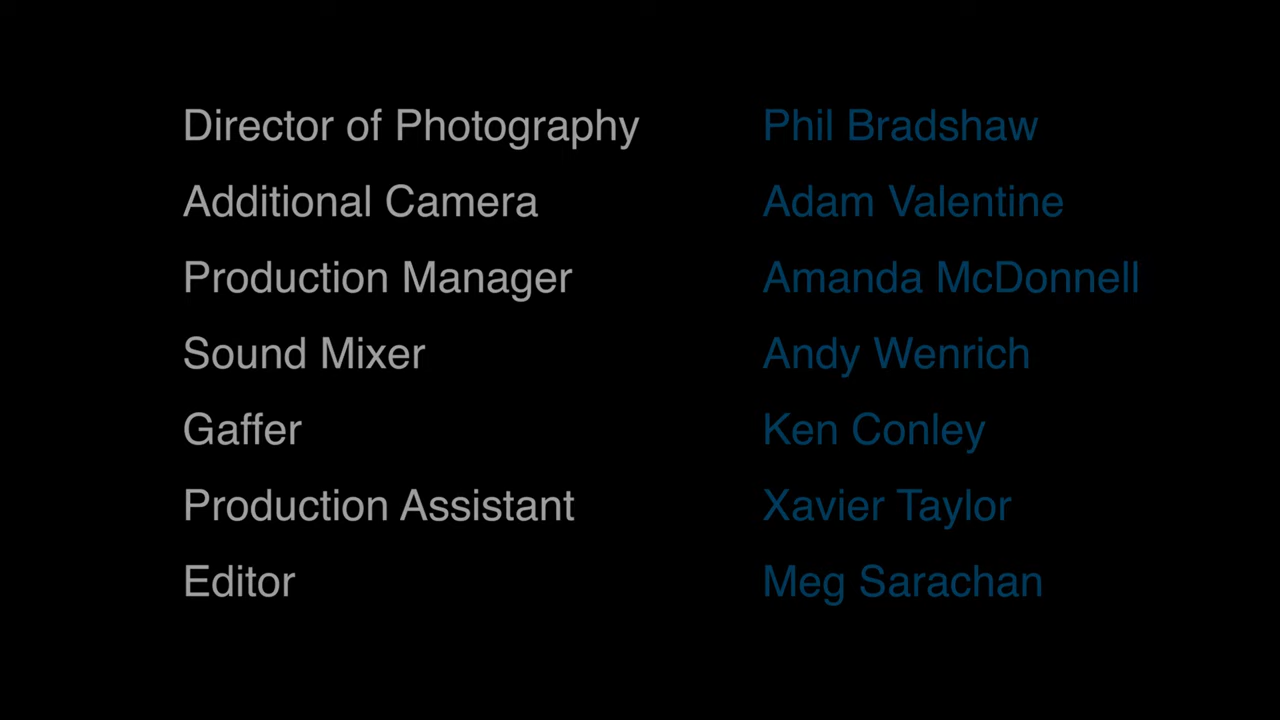 Director of Photography Phil Bradshaw
Additional Camera Adam Valentine
Production Manager Amanda McDonnell
Sound Mixer Andy Wenrich
Gaffer Ken Conley
Production Assistant Xavier Taylor
Editor Meg Sarachan